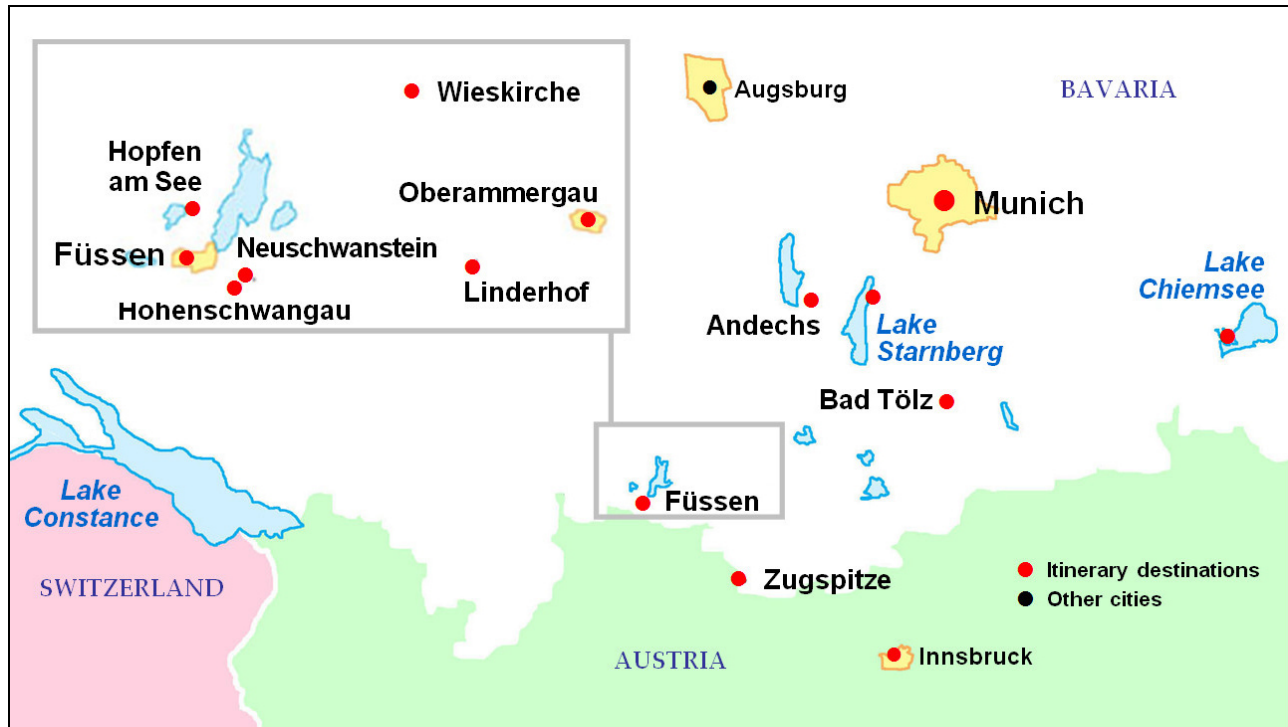 Wieskirche
Hopfen
am See
Oberammergau
Füssen
Neuschwanstein
Linderhof
Hohenschwangau
Augsburg
BAVARIA
Munich
Lake
Chiemsee
Andechs
Lake
Starnberg
Bad Tölz
Lake
Constance
Füssen
SWITZERLAND
Zugspitze
Itinerary destinations
Other cities
AUSTRIA
Innsbruck